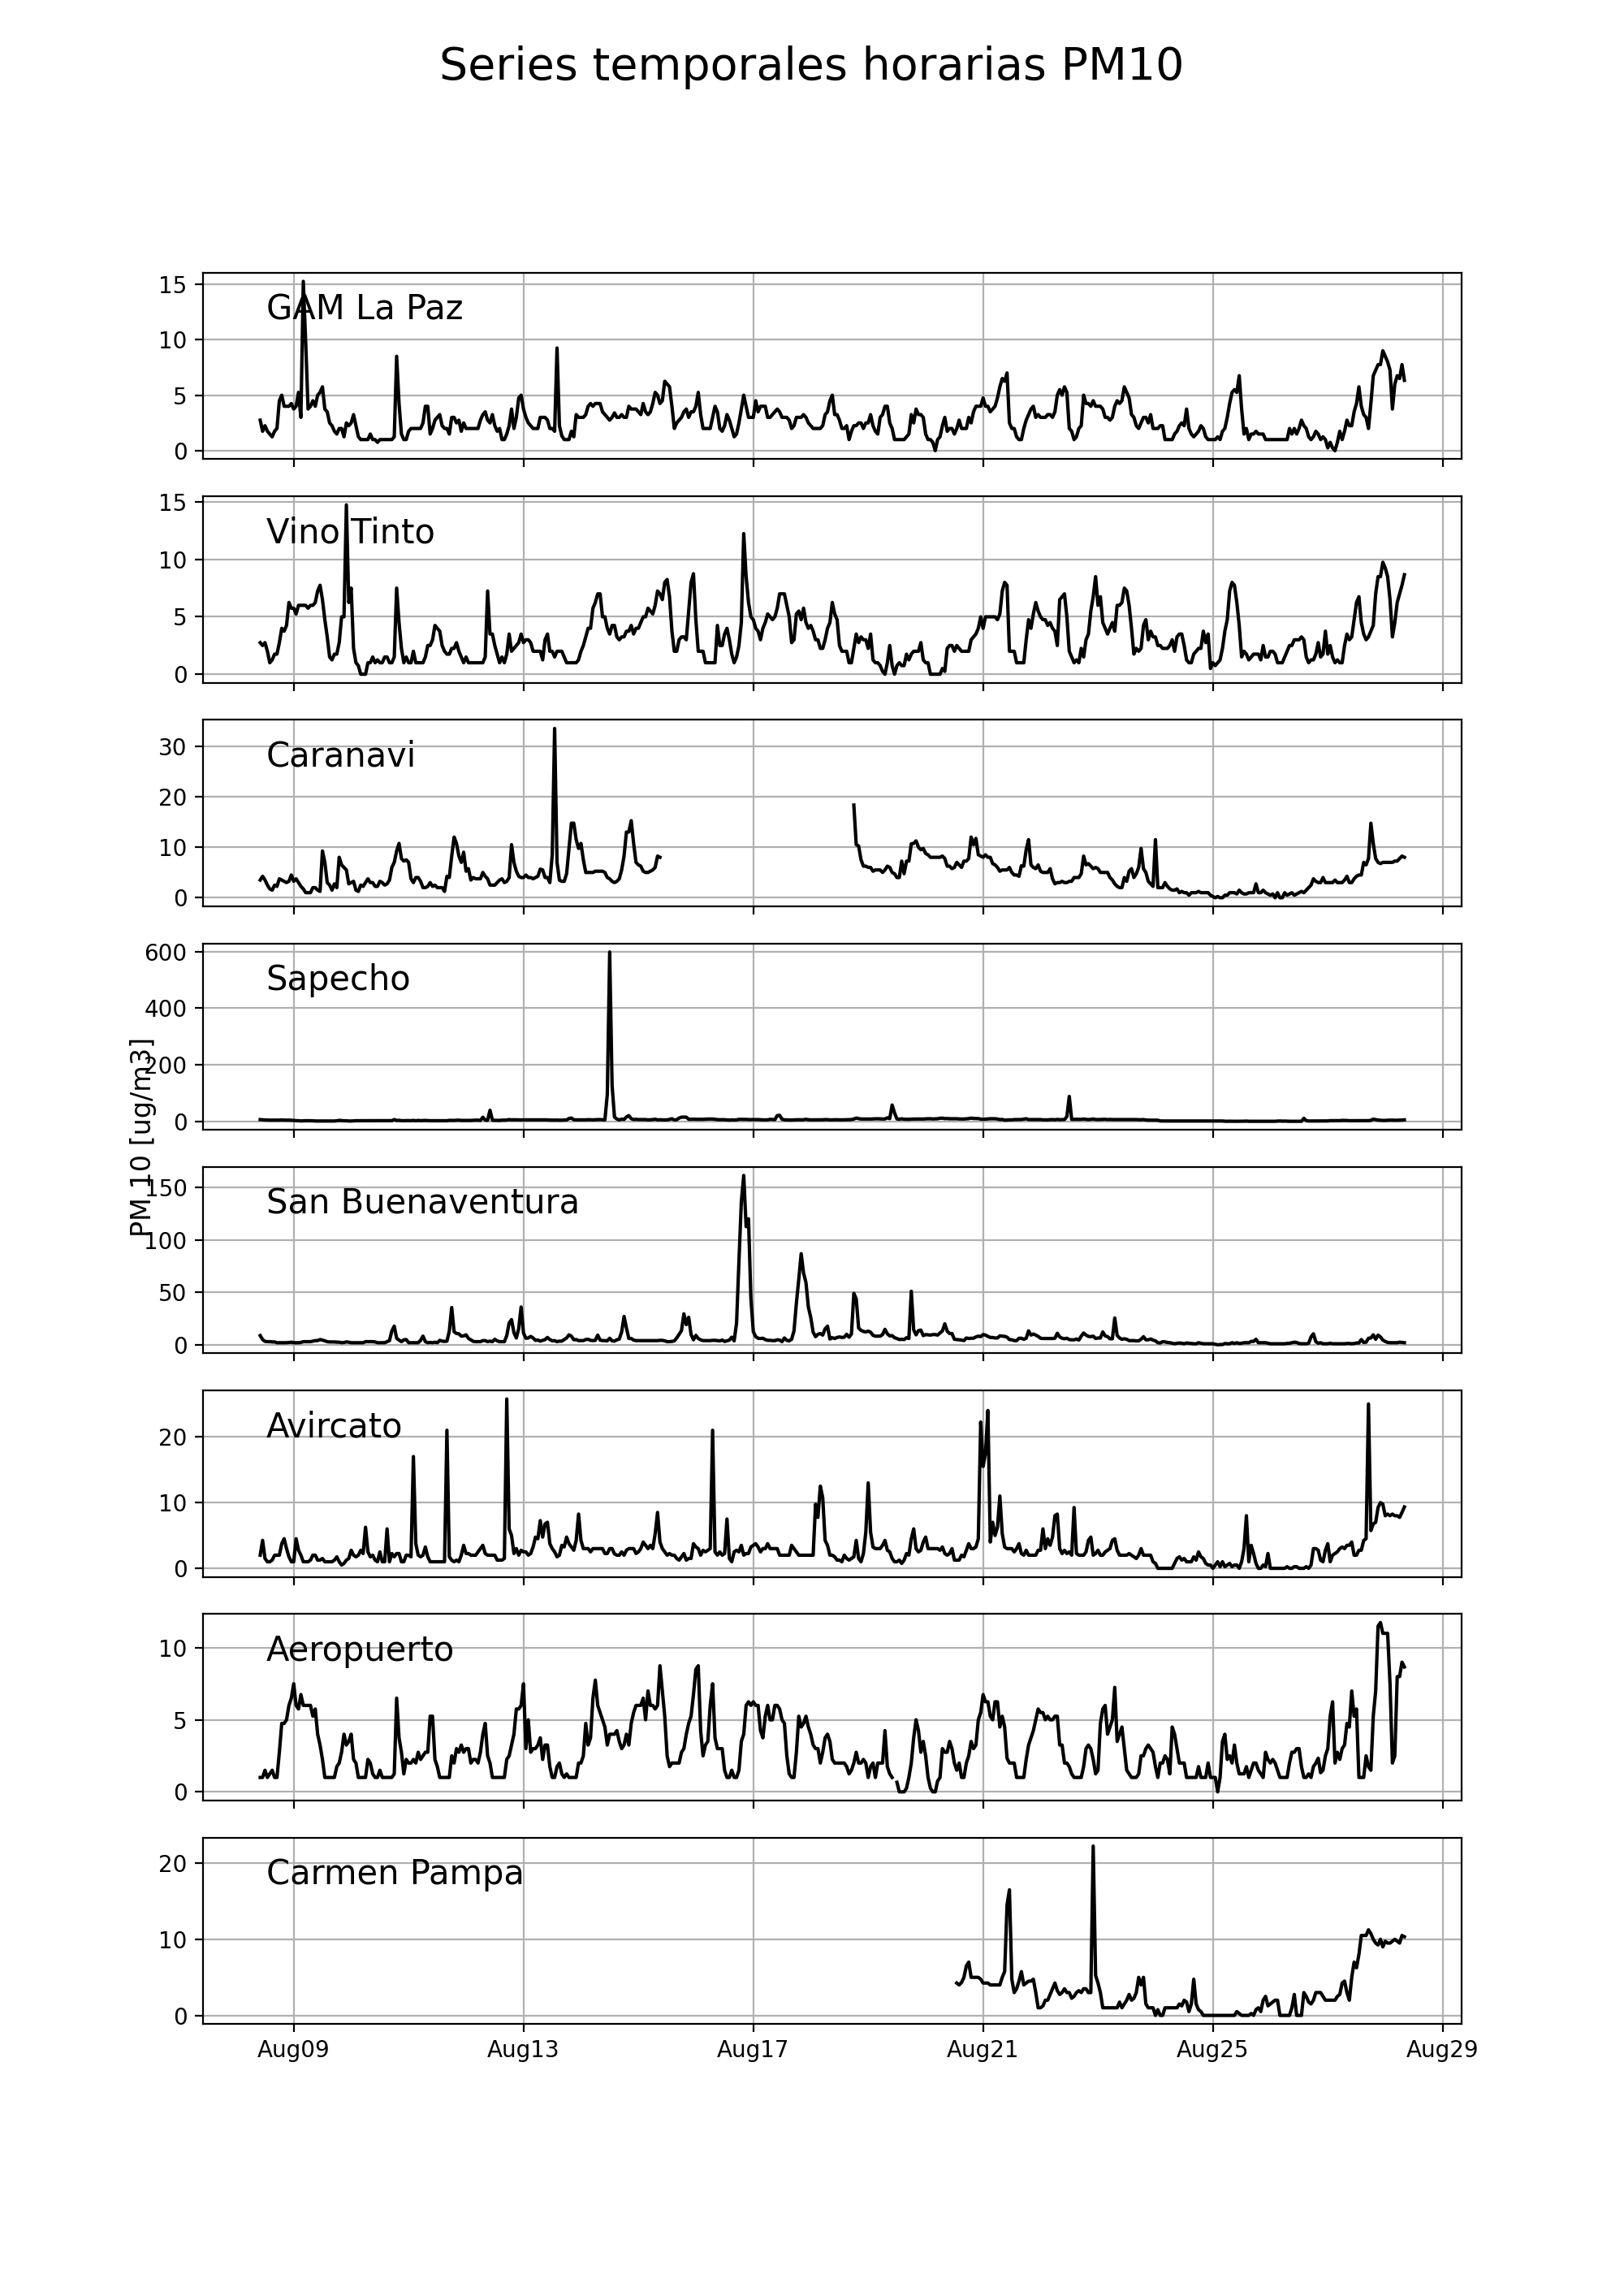 Series temporales horarias PM10
15
GAM La Paz
10
5
0
15
Vino Tinto
10
5
0
30
Caranavi
20
10
0
600
Sapecho
400
200
0
PM 10 [ug/m3]
150
San Buenaventura
100
50
0
Avircato
20
10
0
10
Aeropuerto
5
0
20
Carmen Pampa
10
0
Aug09 Aug13 Aug17 Aug21 Aug25 Aug29